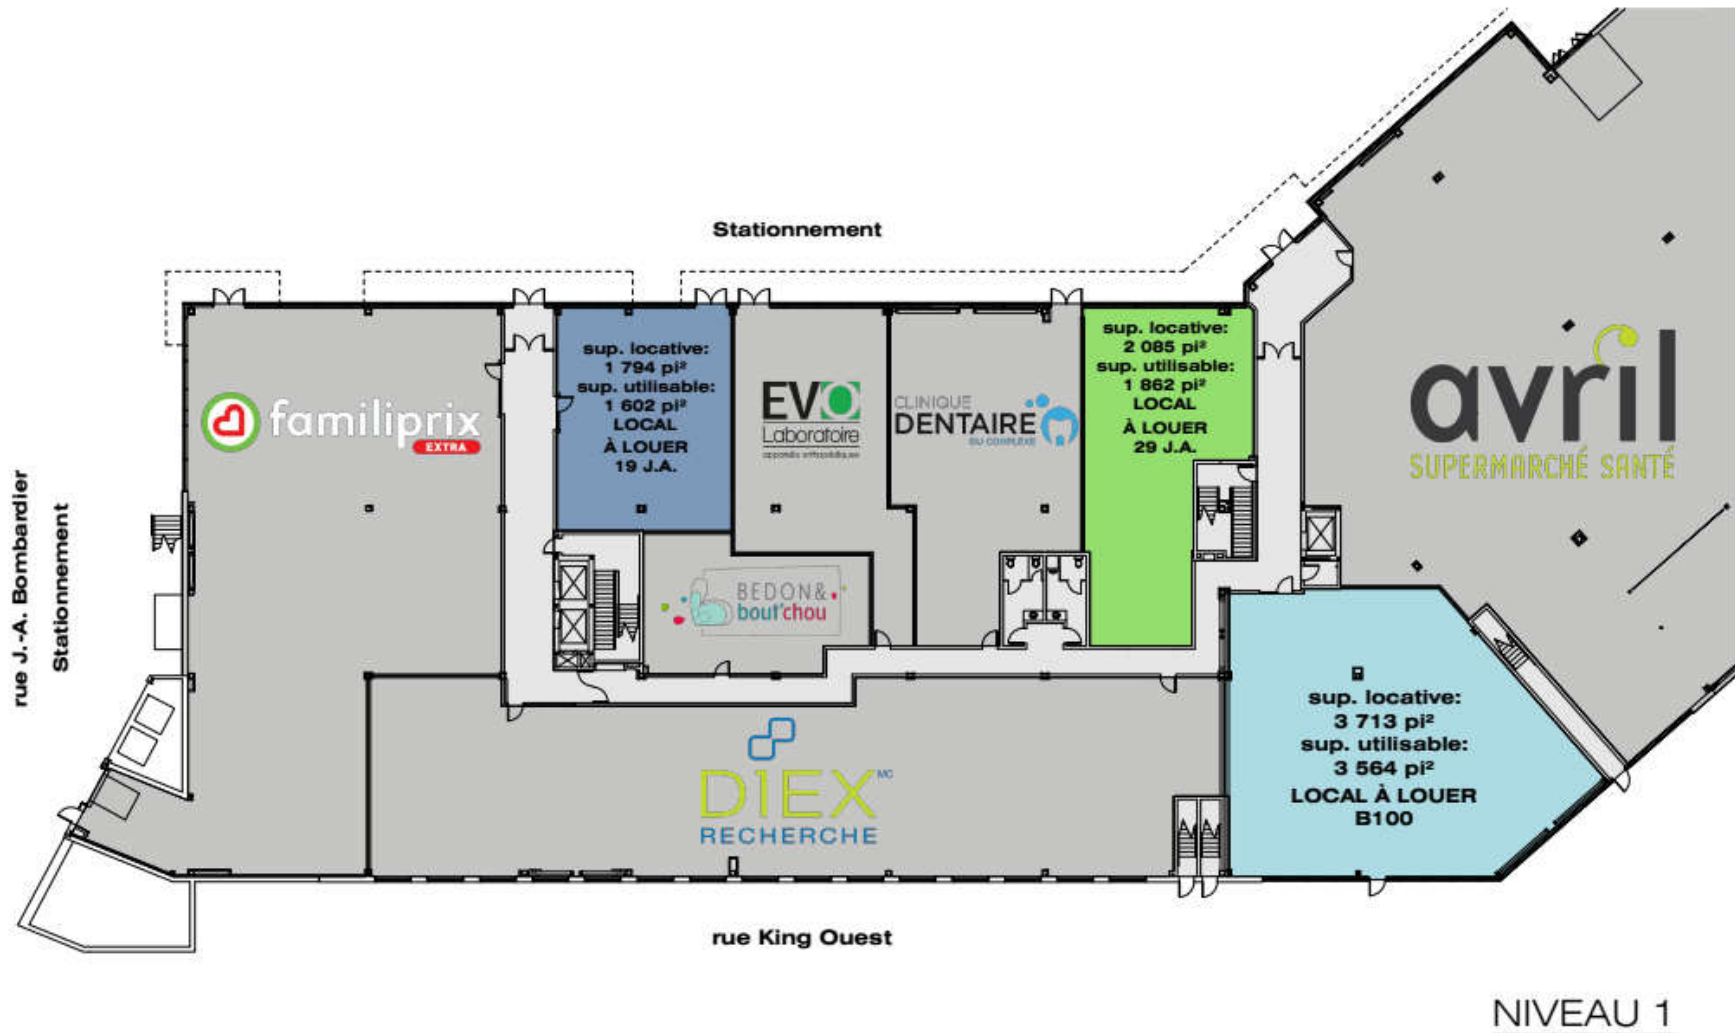 Stationnement
familiprix
EXTRA
sup. locative:
1 794 pi²
sup. utilisable:
1 602 pi²
LOCAL
À LOUER
19 J.A.
EVO
Laboratoire
appareils orthopédiques
CLINIQUE
DENTAIRE
DU COMPLEXE
sup. locative:
2 085 pi²
sup. utilisable:
1 862 pi²
LOCAL
À LOUER
29 J.A.
avril
SUPERMARCHÉ SANTÉ
rue J.-A. Bombardier
Stationnement
BEDON&
bout'chou
DIEX MC
RECHERCHE
sup. locative:
3 713 pi²
sup. utilisable:
3 564 pi²
LOCAL À LOUER
B100
rue King Ouest
NIVEAU 1